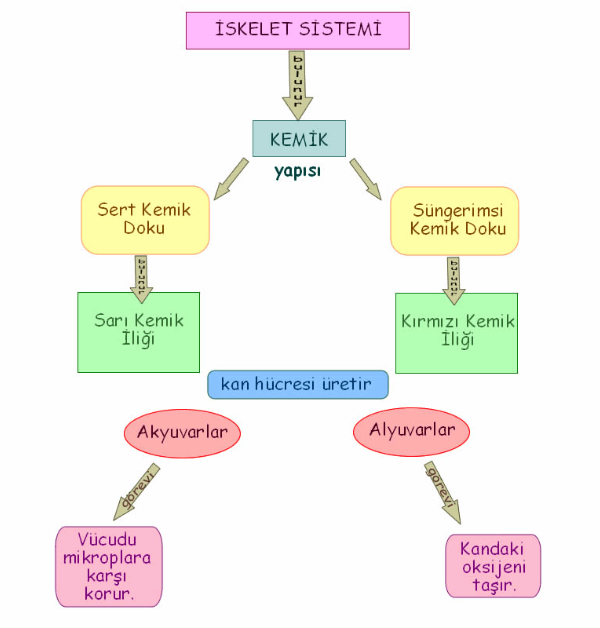 İSKELET SİSTEMİ
bulunur
KEMİK
yapısı
Sert Kemik
Doku
Süngerimsi
Kemik Doku
bulunur
bulunur
Sarı Kemik
İliği
Kırmızı Kemik
İliği
kan hücresi üretir
Akyuvarlar
Alyuvarlar
görevi
görevi
Vücudu
mikroplara
karşı
korur.
Kandaki
oksijeni
taşır.